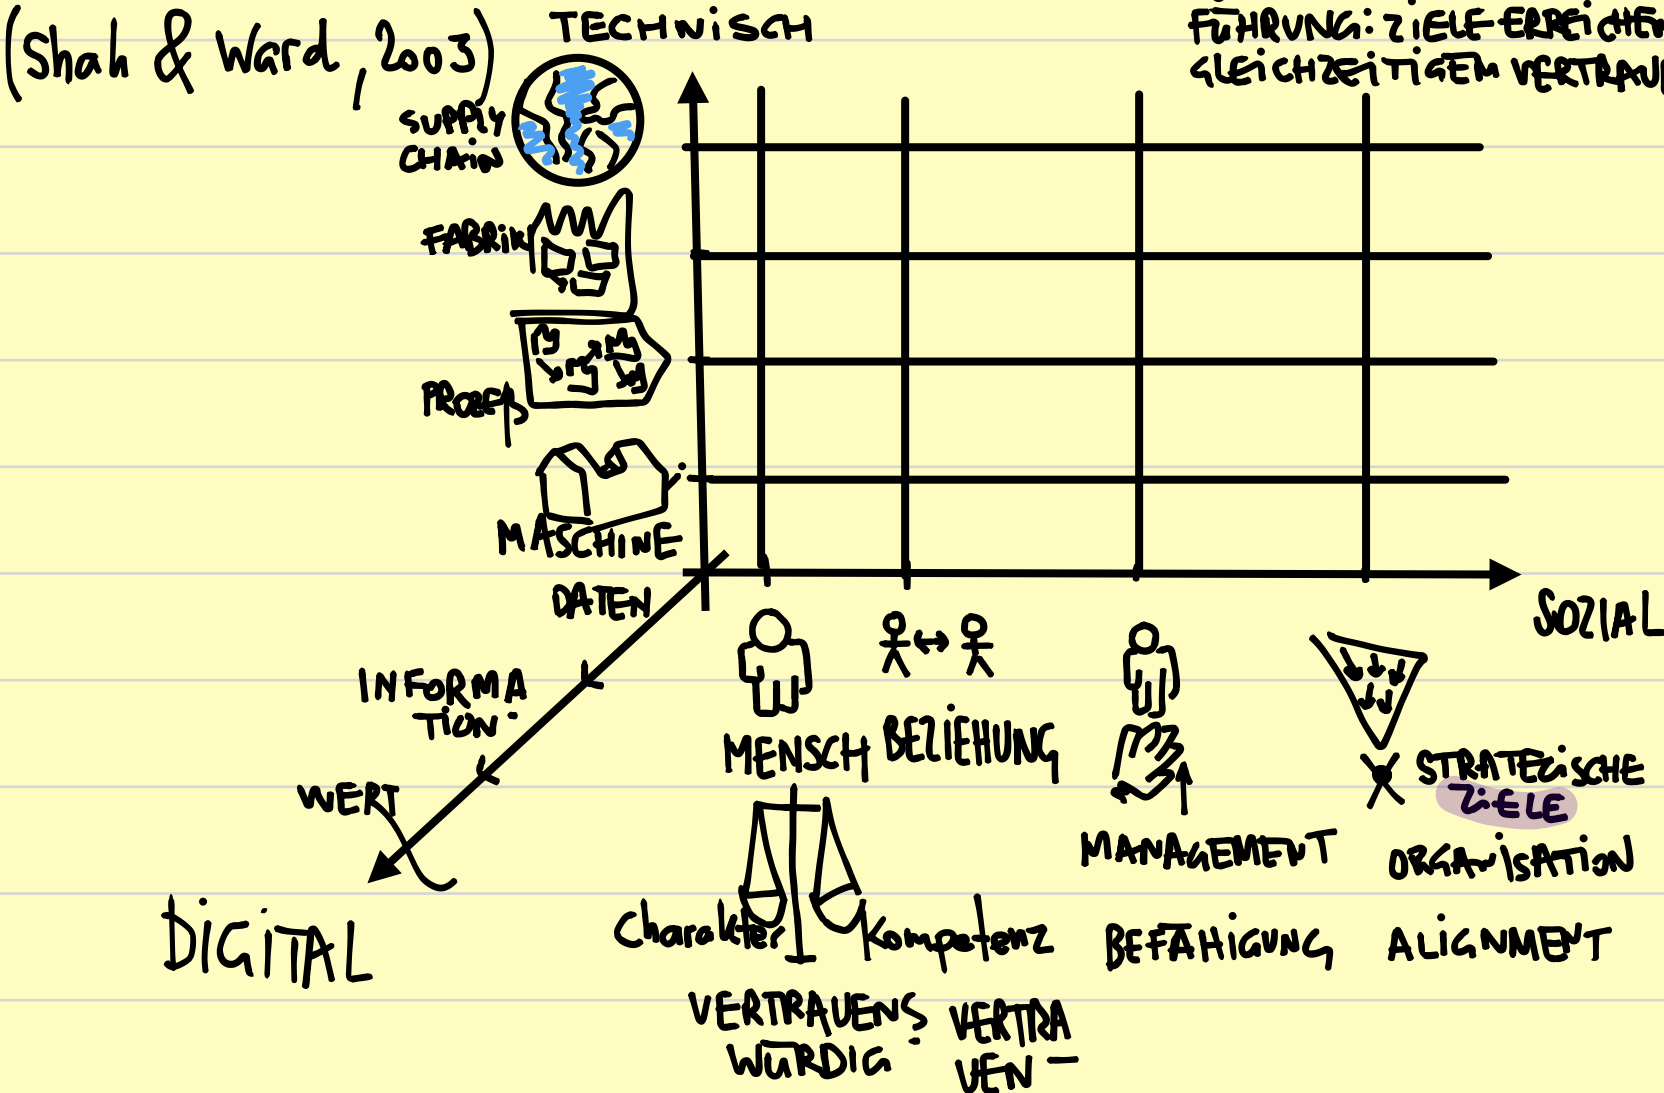 (Shah & Ward, 2003)
TECHNISCH
FÜHRUNG: ZIELE ERREICHEN
GLEICHZEITIGEM VERTRAU
SUPPLY
CHAIN
FABRIK
PROZEß
MASCHINE
DATEN
SOZIAL
INFORMA
TION
WERT
DIGITAL
MENSCH
BEZIEHUNG
MANAGEMENT
STRATEGISCHE
ZIELE
ORGANISATION
Charakter
Kompetenz
BEFÄHIGUNG
ALIGNMENT
VERTRAUENS
WÜRDIG
VERTRA
UEN